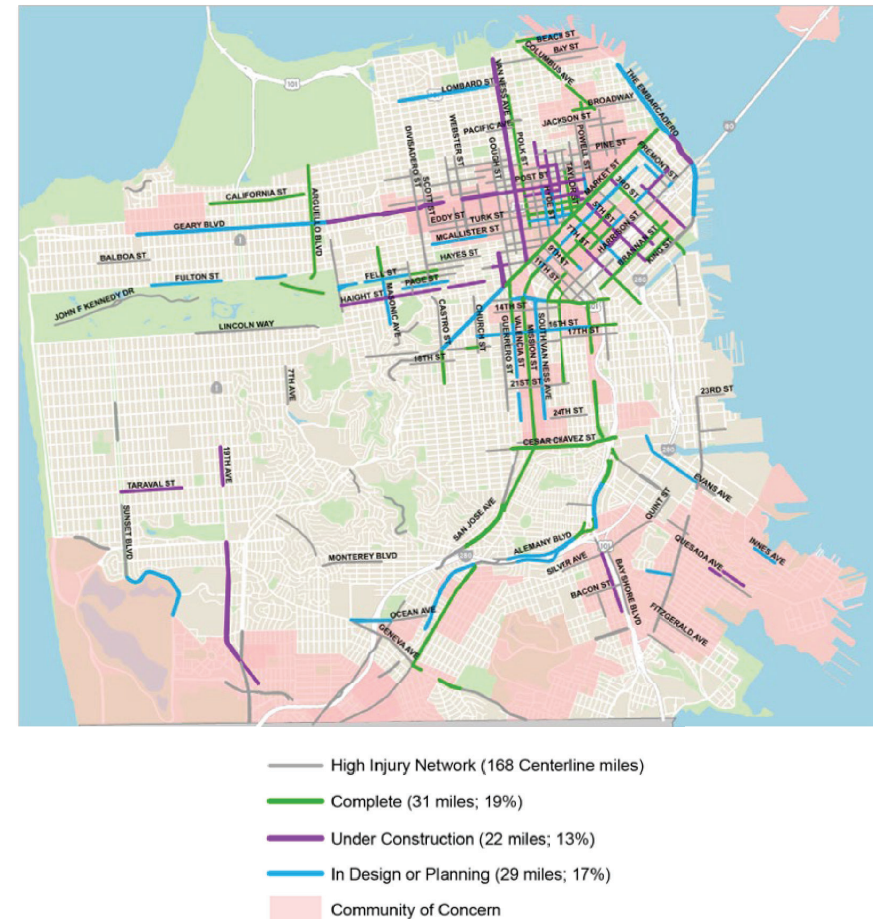 BEACH ST
BAY ST
COLUMBUS AVE
THE EMBARCADERO
LOMBARD ST
VAN NESS AVE
BROADWAY
101
JACKSON ST
PACIFIC AVE
80
WEBSTER ST
GOUGH ST
POLK ST
POWELL ST
PINE ST
DIVISADERO ST
FREMONT ST
SCOTT ST
POST ST
TAYLOR ST
MARKET ST
3RD ST
CALIFORNIA ST
ARGUELLO BLVD
HYDE ST
5TH ST
EDDY ST
TURK ST
HARRISON ST
GEARY BLVD
MCALLISTER ST
7TH ST
BRANNAN ST
KING ST
1
BALBOA ST
HAYES ST
9TH ST
11TH ST
FULTON ST
FELL ST
PAGE ST
280
JOHN F KENNEDY DR
HAIGHT ST
MASONIC AVE
CASTRO ST
CHURCH ST
14TH ST
101
LINCOLN WAY
GUERRERO ST
VALENCIA ST
MISSION ST
SOUTH VAN NESS AVE
16TH ST
17TH ST
18TH ST
7TH AVE
21ST ST
1
23RD ST
24TH ST
CESAR CHAVEZ ST
280
19TH AVE
TARAVAL ST
EVANS AVE
SUNSET BLVD
SAN JOSE AVE
QUINT ST
ALEMANY BLVD
MONTEREY BLVD
280
SILVER AVE
101
QUESADA AVE
INNES AVE
BAY SHORE BLVD
BACON ST
OCEAN AVE
GENEVA AVE
FITZGERALD AVE
High Injury Network (168 Centerline miles)
Complete (31 miles; 19%)
Under Construction (22 miles; 13%)
In Design or Planning (29 miles; 17%)
Community of Concern